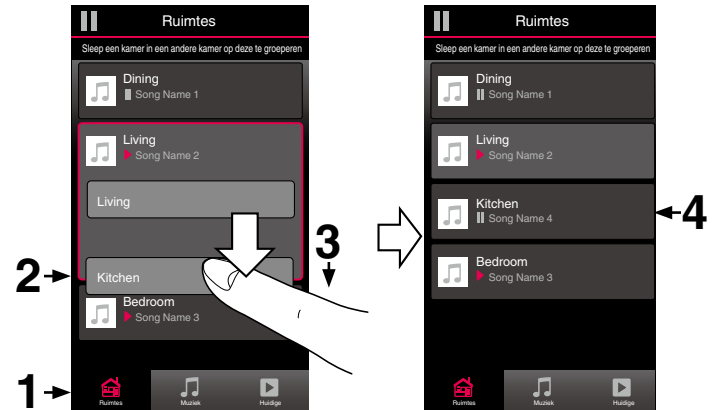 Ruimtes
Sleep een kamer in een andere kamer op deze te groeperen
Dining
Song Name 1
Living
Song Name 2
Living
Kitchen
Bedroom
Song Name 3
Ruimtes
Muziek
Huidige
1
2
3
Ruimtes
Sleep een kamer in een andere kamer op deze te groeperen
Dining
Song Name 1
Living
Song Name 2
Kitchen
Song Name 4
Bedroom
Song Name 3
Ruimtes
Muziek
Huidige
4